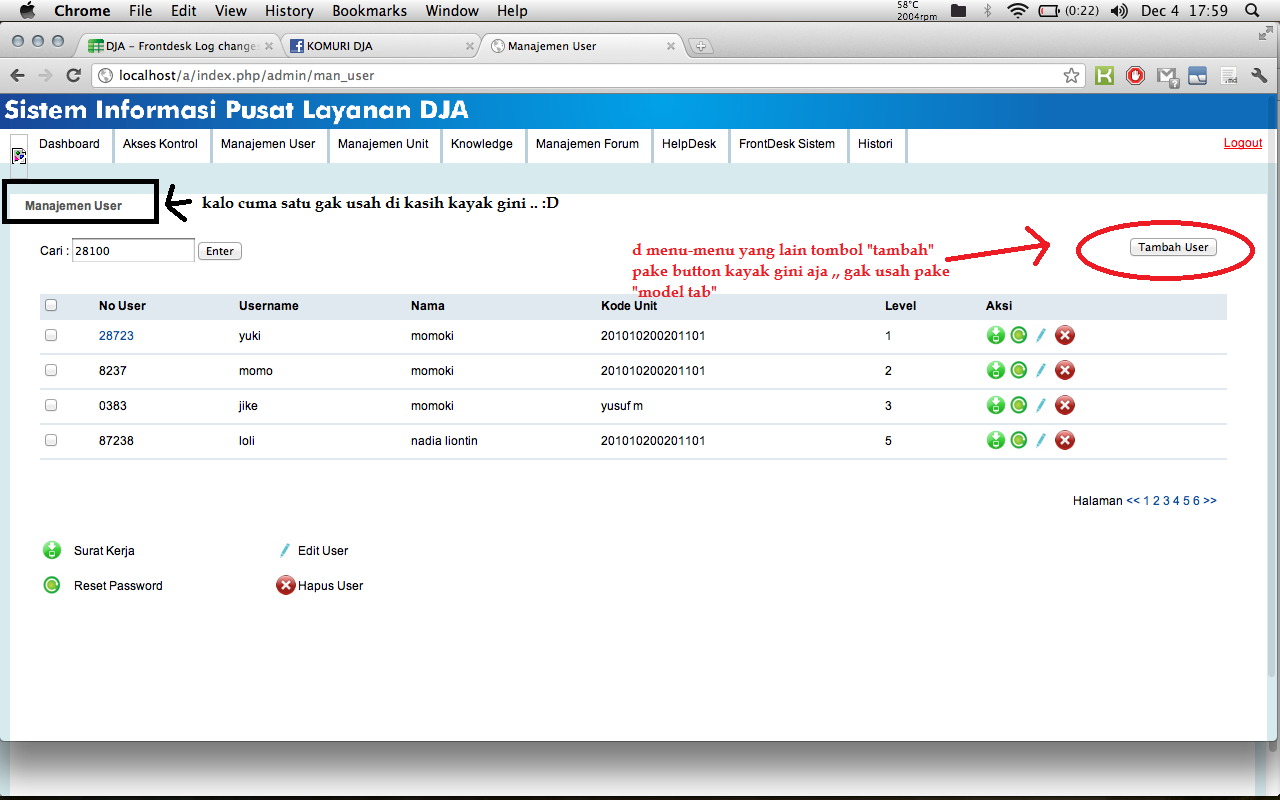 Chrome File Edit View History Bookmarks Window Help 58°C 2004rpm (0:22) Dec 4 17:59
DJA – Frontdesk Log change KOMURI DJA Manajemen User
localhost/a/index.php/admin/man_user
Sistem Informasi Pusat Layanan DJA
Dashboard Akses Kontrol Manajemen User Manajemen Unit Knowledge Manajemen Forum HelpDesk FrontDesk Sistem Histori Logout
Manajemen User kalo cuma satu gak usah di kasih kayak gini .. :D
Cari : 28100 Enter
d menu-menu yang lain tombol "tambah"
pake button kayak gini aja ,, gak usah pake
"model tab"
Tambah User
No User Username Nama Kode Unit Level Aksi
28723 yuki momoki 201010200201101 1
8237 momo momoki 201010200201101 2
0383 jike momoki yusuf m 3
87238 loli nadia liontin 201010200201101 5
Halaman << 1 2 3 4 5 6 >>
Surat Kerja Edit User
Reset Password Hapus User